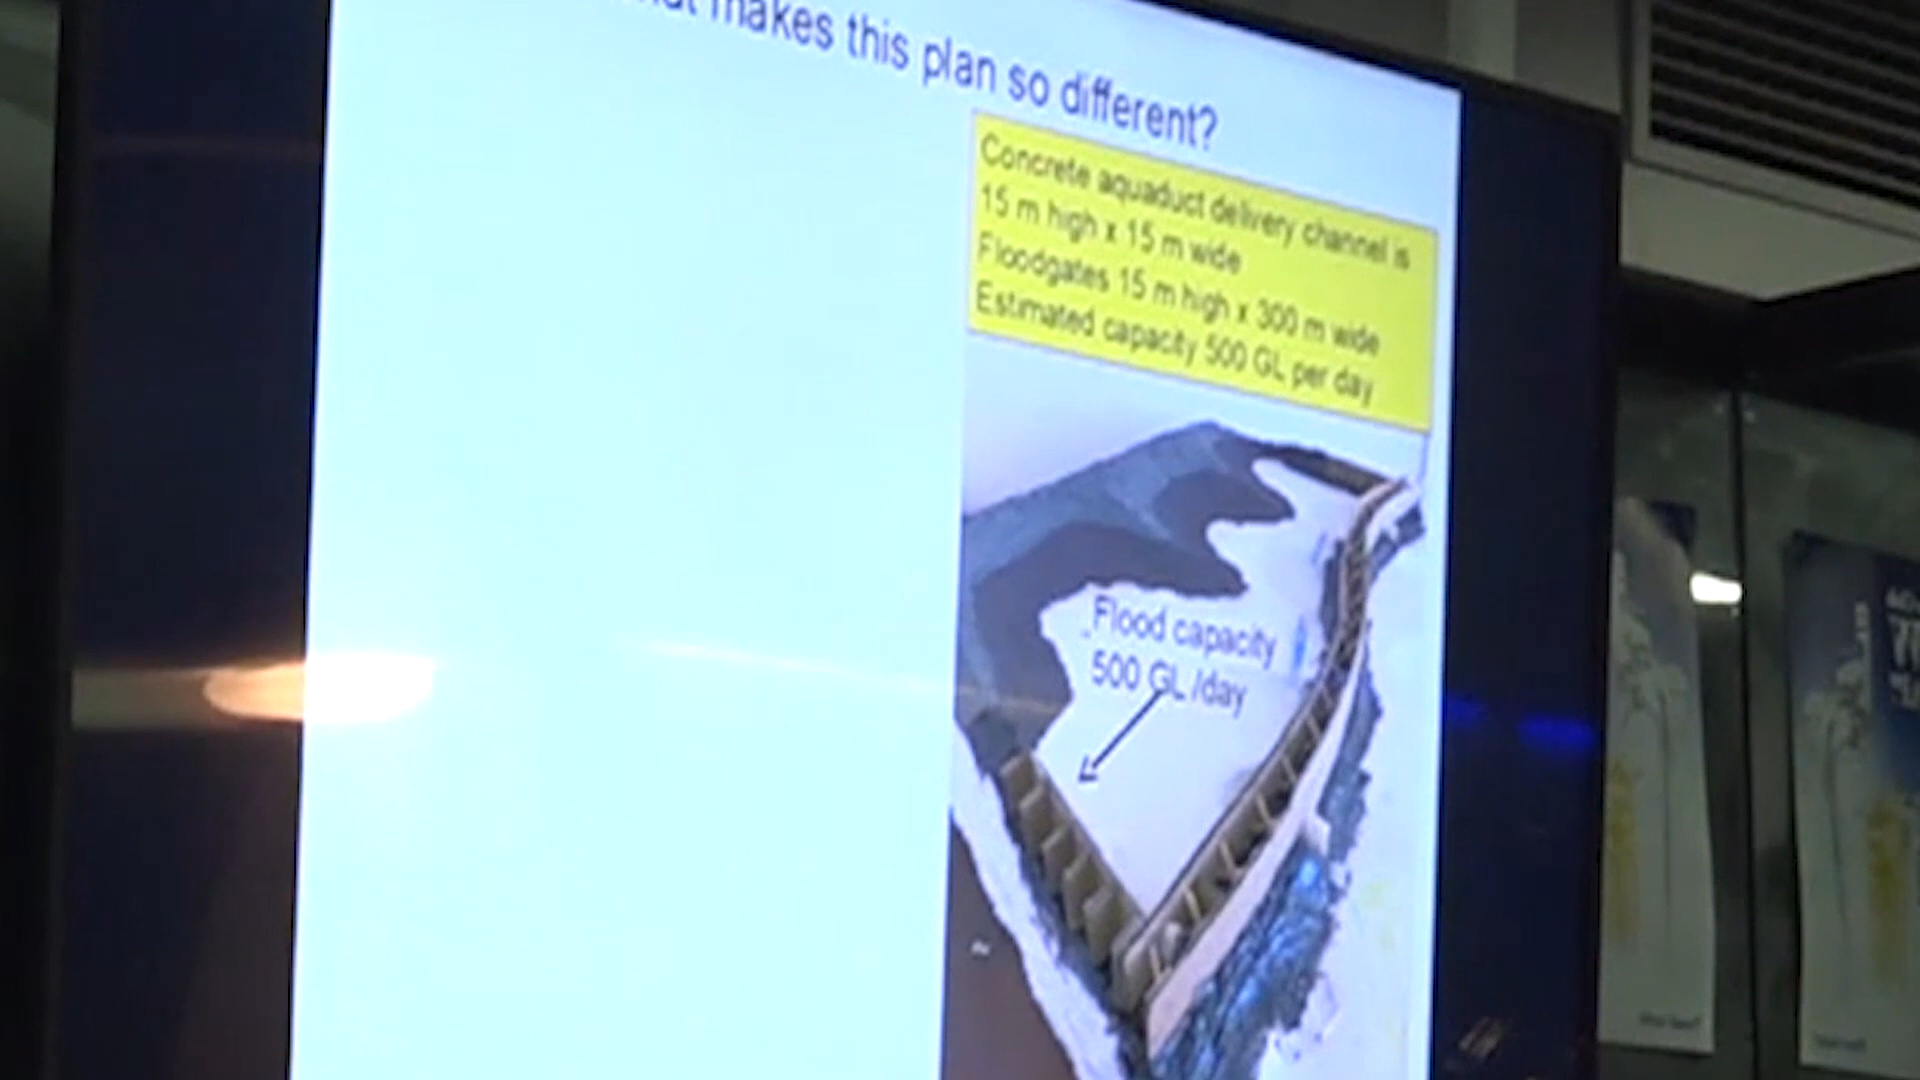 makes this plan so different?
Concrete aquaduct delivery channel is
15 m high x 15 m wide
Floodgates 15 m high x 300 m wide
Estimated capacity 500 GL per day
Flood capacity
500 GL /day